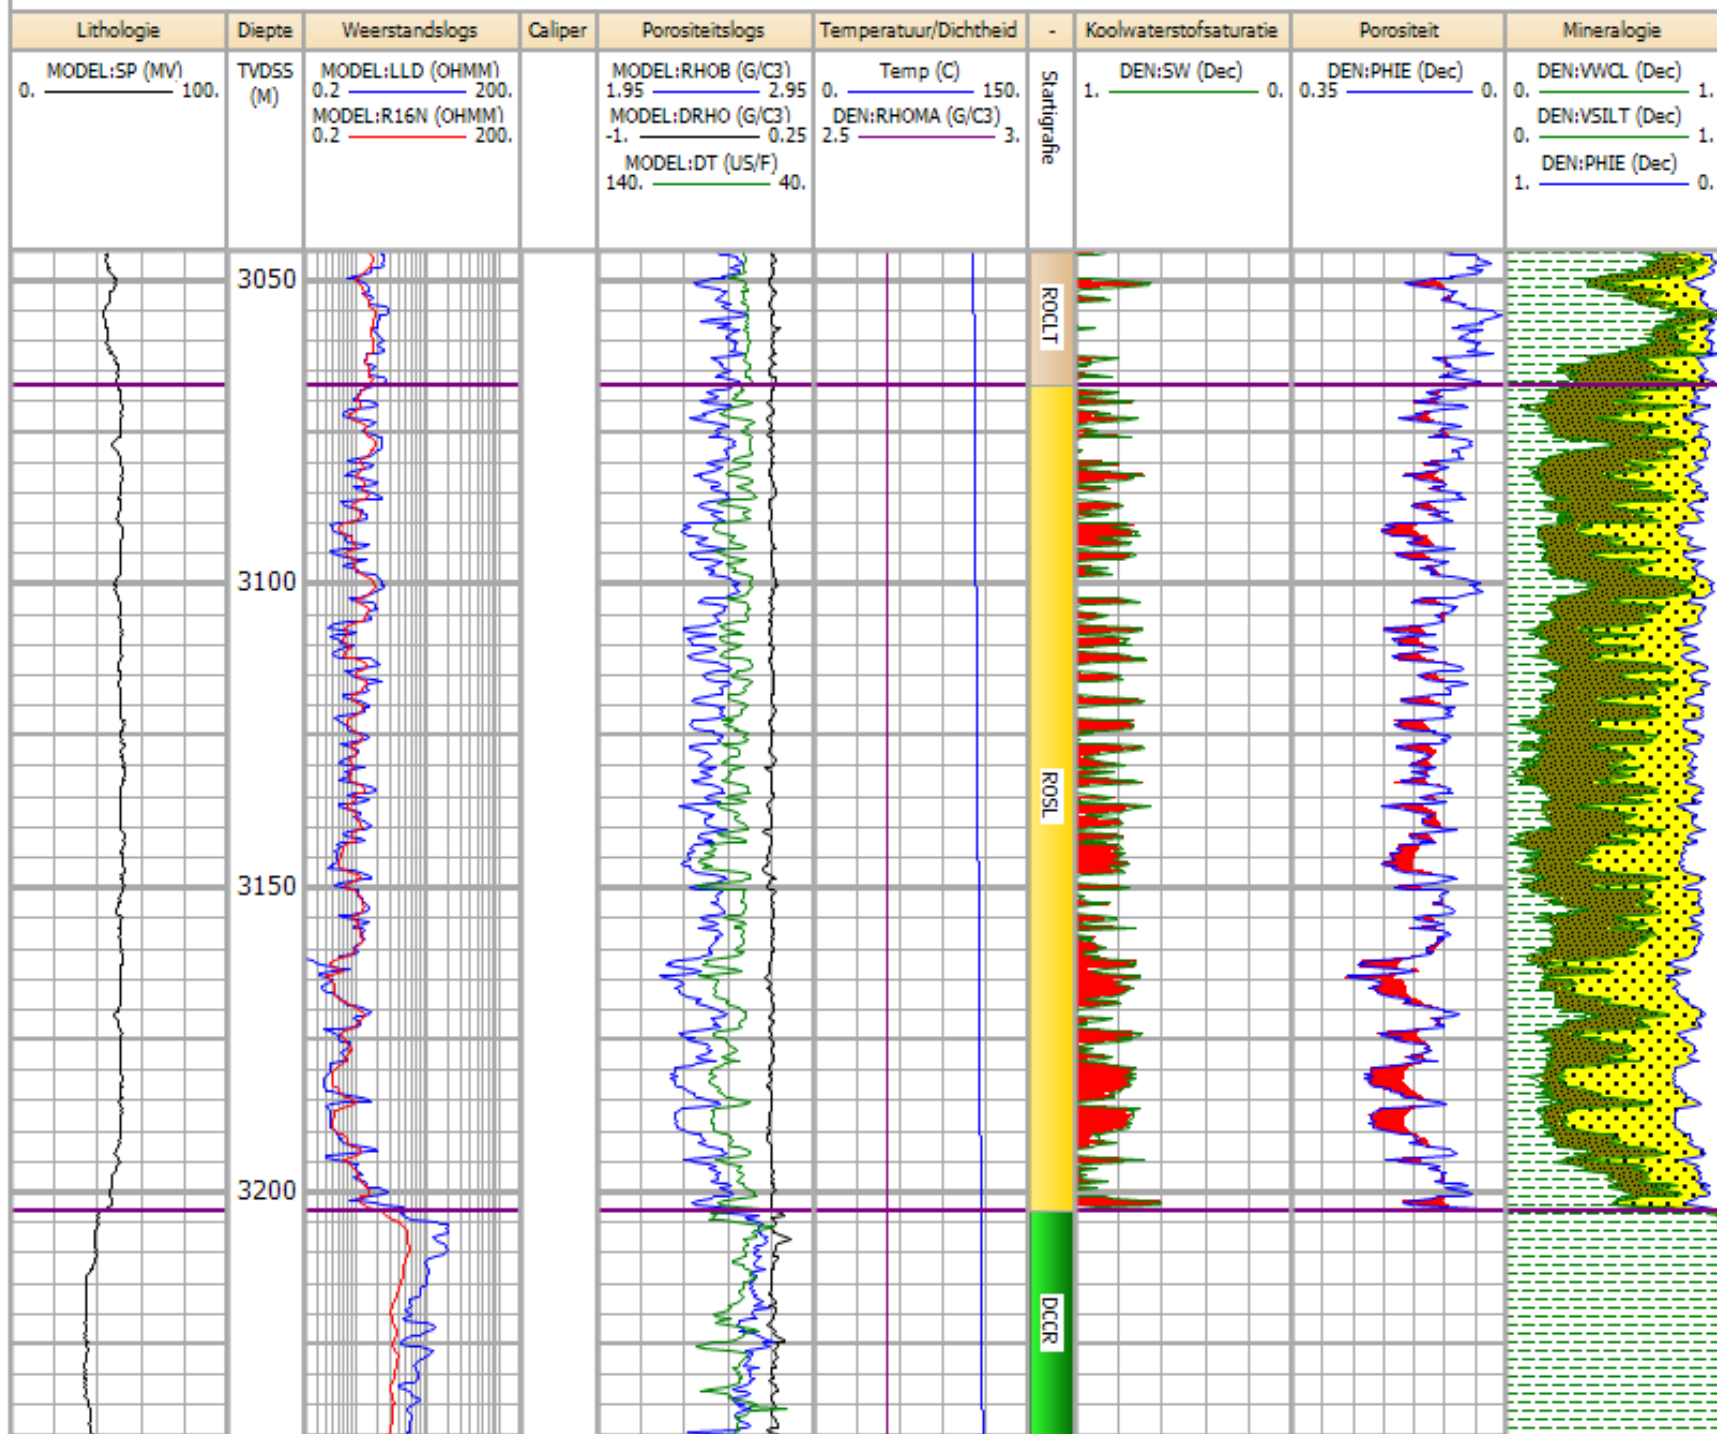 Lithologie Diepte Weerstandslogs Caliper Porositeitslogs Temperatuur/Dichtheid - Koolwaterstofsaturatie Porositeit Mineralogie
MODEL:SP (MV)
0. 100.
TVDSS
(M)
MODEL:LLD (OHMM)
0.2 200.
MODEL:R16N (OHMM)
0.2 200.
MODEL:RHOB (G/C3)
1.95 2.95
MODEL:DRHO (G/C3)
-1. 0.25
MODEL:DT (US/F)
140. 40.
Temp (C)
0. 150.
DEN:RHOMA (G/C3)
2.5 3.
Startigrafie
DEN:SW (Dec)
1. 0.
DEN:PHIE (Dec)
0.35 0.
DEN:VWCL (Dec)
0. 1.
DEN:VSILT (Dec)
0. 1.
DEN:PHIE (Dec)
1. 0.
3050
3100
3150
3200
ROCLT
ROSL
DCCR